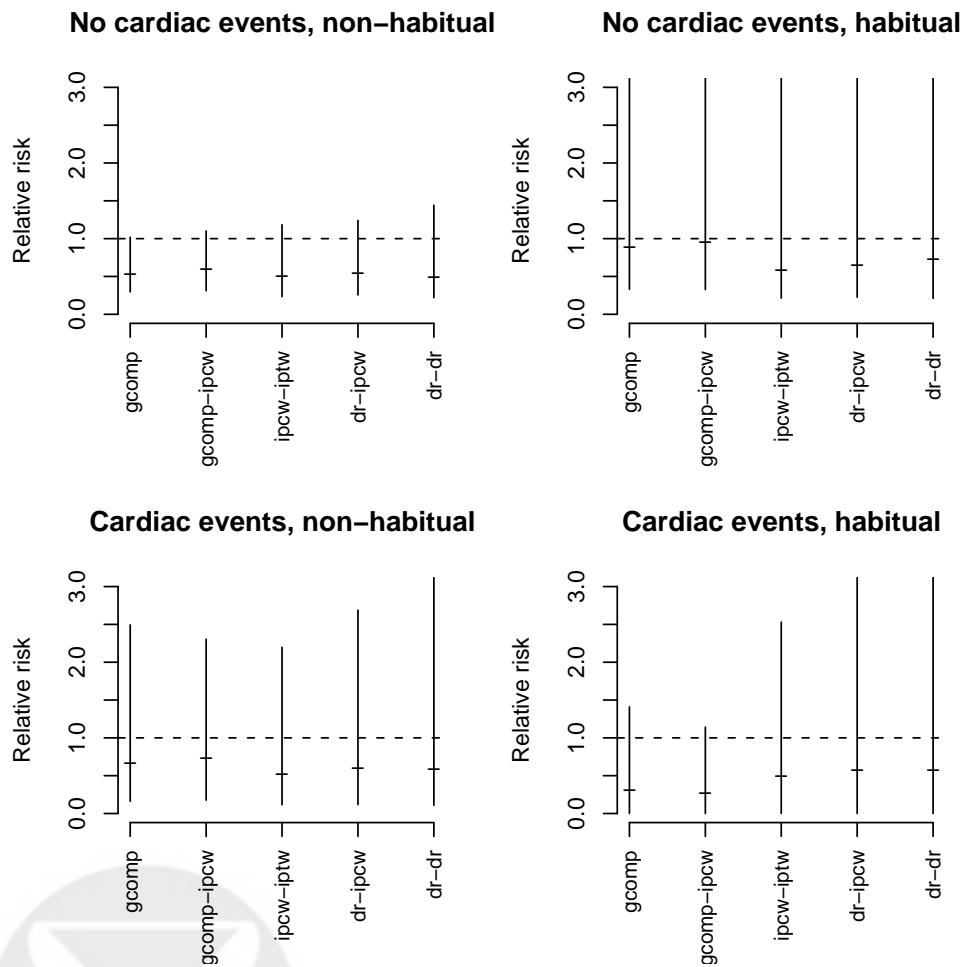 No cardiac events, non−habitual
Relative risk
0.0 1.0 2.0 3.0
gcomp
gcomp−ipcw
ipcw−iptw
dr−ipcw
dr−dr
No cardiac events, habitual
Relative risk
0.0 1.0 2.0 3.0
gcomp
gcomp−ipcw
ipcw−iptw
dr−ipcw
dr−dr
Cardiac events, non−habitual
Relative risk
0.0 1.0 2.0 3.0
gcomp
gcomp−ipcw
ipcw−iptw
dr−ipcw
dr−dr
Cardiac events, habitual
Relative risk
0.0 1.0 2.0 3.0
gcomp
gcomp−ipcw
ipcw−iptw
dr−ipcw
dr−dr